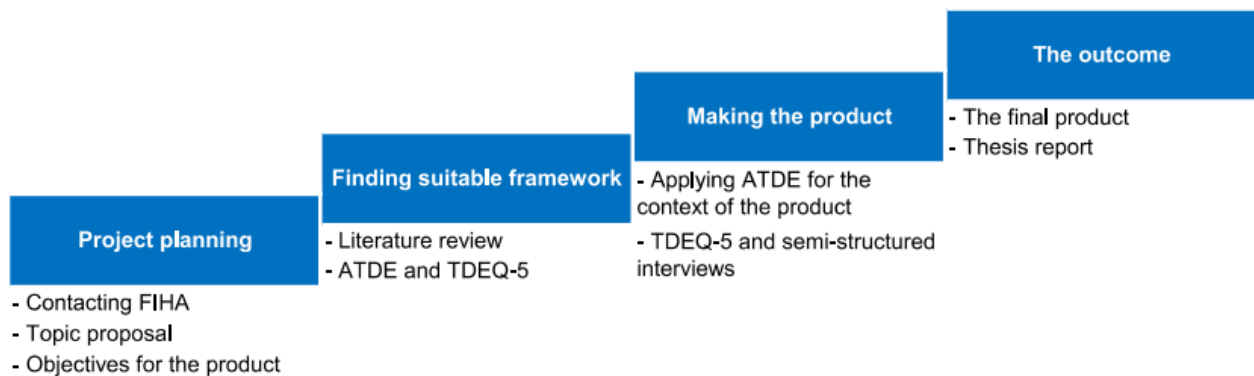 Project planning
- Contacting FIHA
- Topic proposal
- Objectives for the product
Finding suitable framework
- Literature review
- ATDE and TDEQ-5
Making the product
- Applying ATDE for the
context of the product
- TDEQ-5 and semi-structured
interviews
The outcome
- The final product
- Thesis report